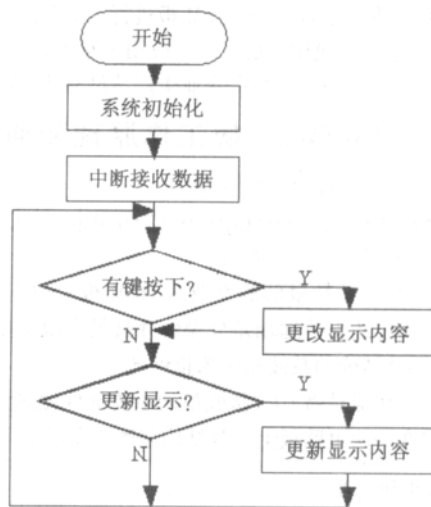 开始
系统初始化
中断接收数据
有键按下?
Y
N
更改显示内容
更新显示?
Y
N
更新显示内容